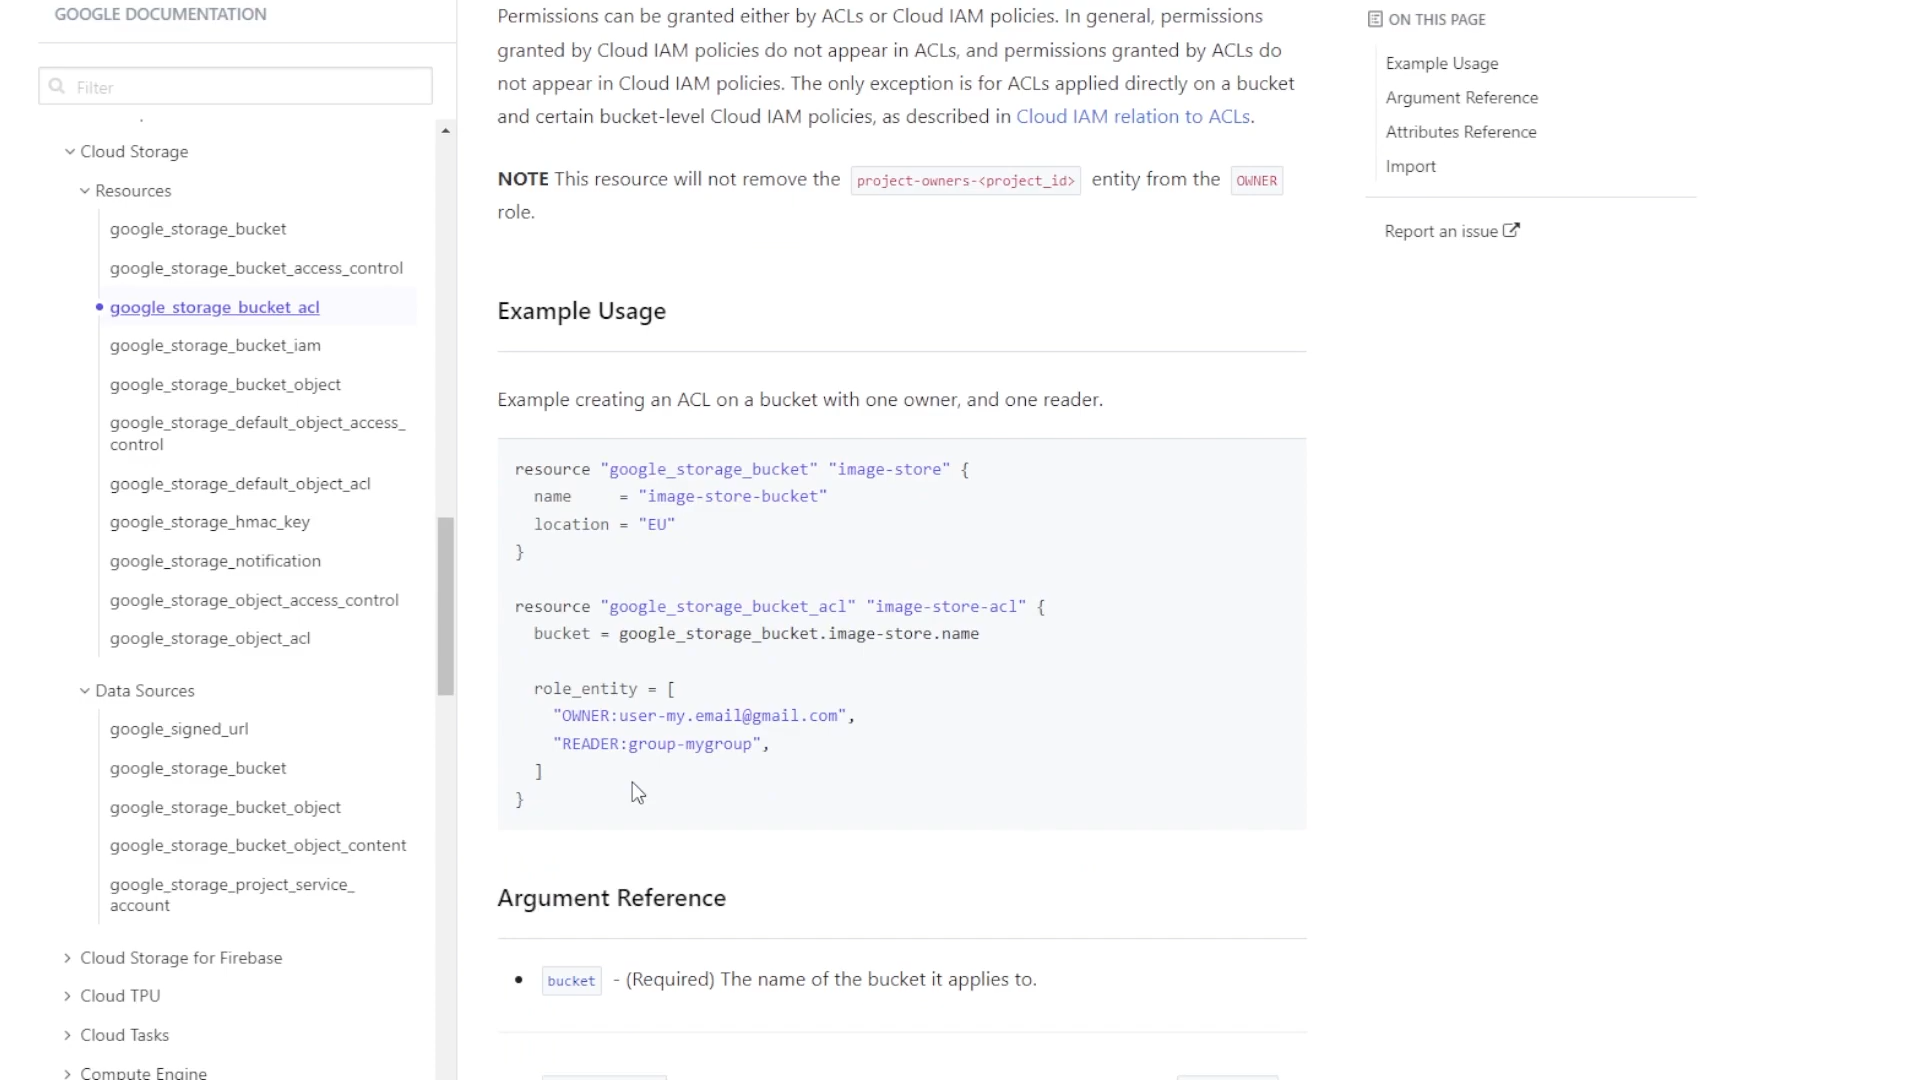 GOOGLE DOCUMENTATION
Filter
Cloud Storage
Resources
google_storage_bucket
google_storage_bucket_access_control
google_storage_bucket_acl
google_storage_bucket_iam
google_storage_bucket_object
google_storage_default_object_access_
control
google_storage_default_object_acl
google_storage_hmac_key
google_storage_notification
google_storage_object_access_control
google_storage_object_acl
Data Sources
google_signed_url
google_storage_bucket
google_storage_bucket_object
google_storage_bucket_object_content
google_storage_project_service_
account
Cloud Storage for Firebase
Cloud TPU
Cloud Tasks
Compute Engine
Permissions can be granted either by ACLs or Cloud IAM policies. In general, permissions
granted by Cloud IAM policies do not appear in ACLs, and permissions granted by ACLs do
not appear in Cloud IAM policies. The only exception is for ACLs applied directly on a bucket
and certain bucket-level Cloud IAM policies, as described in Cloud IAM relation to ACLs.
NOTE This resource will not remove the project-owners-<project_id> entity from the OWNER
role.
Example Usage
Example creating an ACL on a bucket with one owner, and one reader.
resource "google_storage_bucket" "image-store" {
name     = "image-store-bucket"
location = "EU"
}
resource "google_storage_bucket_acl" "image-store-acl" {
bucket = google_storage_bucket.image-store.name
role_entity = [
"OWNER:user-my.email@gmail.com",
"READER:group-mygroup",
]
}
Argument Reference
• bucket - (Required) The name of the bucket it applies to.
ON THIS PAGE
Example Usage
Argument Reference
Attributes Reference
Import
Report an issue